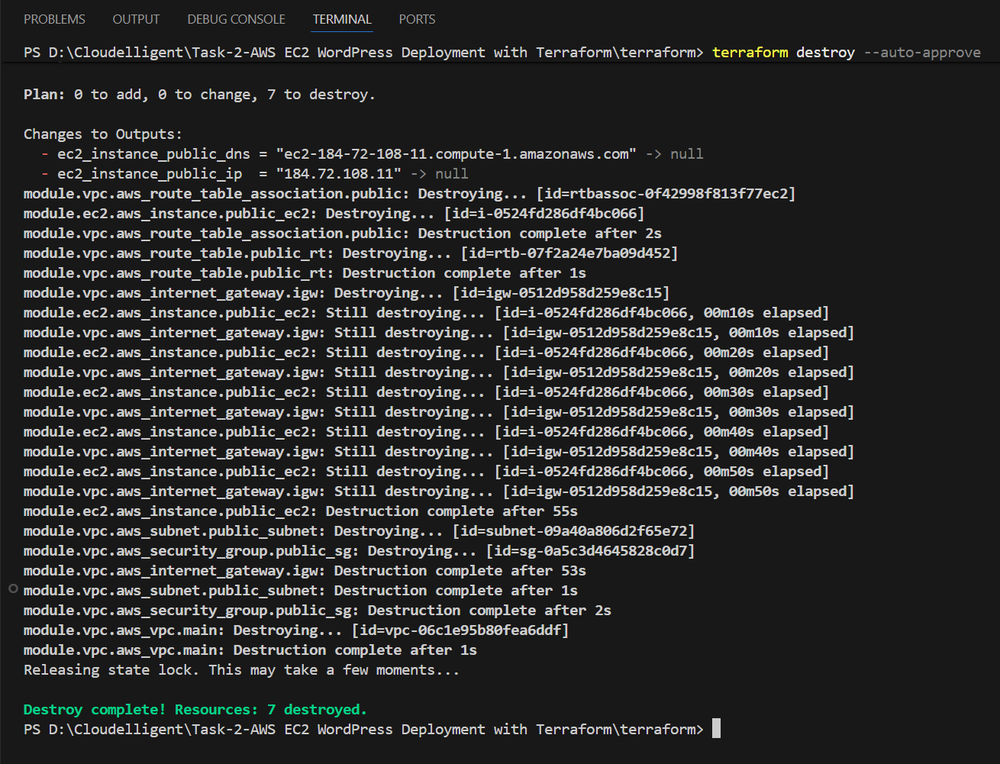 PROBLEMS OUTPUT DEBUG CONSOLE TERMINAL PORTS
PS D:\Cloudelligent\Task-2-AWS EC2 WordPress Deployment with Terraform\terraform> terraform destroy --auto-approve
Plan: 0 to add, 0 to change, 7 to destroy.
Changes to Outputs:
- ec2_instance_public_dns = "ec2-184-72-108-11.compute-1.amazonaws.com" -> null
- ec2_instance_public_ip  = "184.72.108.11" -> null
module.vpc.aws_route_table_association.public: Destroying... [id=rtbassoc-0f42998f813f77ec2]
module.ec2.aws_instance.public_ec2: Destroying... [id=i-0524fd286df4bc066]
module.vpc.aws_route_table_association.public: Destruction complete after 2s
module.vpc.aws_route_table.public_rt: Destroying... [id=rtb-07f2a24e7ba09d452]
module.vpc.aws_route_table.public_rt: Destruction complete after 1s
module.vpc.aws_internet_gateway.igw: Destroying... [id=igw-0512d958d259e8c15]
module.ec2.aws_instance.public_ec2: Still destroying... [id=i-0524fd286df4bc066, 00m10s elapsed]
module.vpc.aws_internet_gateway.igw: Still destroying... [id=igw-0512d958d259e8c15, 00m10s elapsed]
module.ec2.aws_instance.public_ec2: Still destroying... [id=i-0524fd286df4bc066, 00m20s elapsed]
module.vpc.aws_internet_gateway.igw: Still destroying... [id=igw-0512d958d259e8c15, 00m20s elapsed]
module.ec2.aws_instance.public_ec2: Still destroying... [id=i-0524fd286df4bc066, 00m30s elapsed]
module.vpc.aws_internet_gateway.igw: Still destroying... [id=igw-0512d958d259e8c15, 00m30s elapsed]
module.ec2.aws_instance.public_ec2: Still destroying... [id=i-0524fd286df4bc066, 00m40s elapsed]
module.vpc.aws_internet_gateway.igw: Still destroying... [id=igw-0512d958d259e8c15, 00m40s elapsed]
module.ec2.aws_instance.public_ec2: Still destroying... [id=i-0524fd286df4bc066, 00m50s elapsed]
module.vpc.aws_internet_gateway.igw: Still destroying... [id=igw-0512d958d259e8c15, 00m50s elapsed]
module.ec2.aws_instance.public_ec2: Destruction complete after 55s
module.vpc.aws_subnet.public_subnet: Destroying... [id=subnet-09a40a806d2f65e72]
module.vpc.aws_security_group.public_sg: Destroying... [id=sg-0a5c3d4645828c0d7]
module.vpc.aws_internet_gateway.igw: Destruction complete after 53s
module.vpc.aws_subnet.public_subnet: Destruction complete after 1s
module.vpc.aws_security_group.public_sg: Destruction complete after 2s
module.vpc.aws_vpc.main: Destroying... [id=vpc-06c1e95b80fea6ddf]
module.vpc.aws_vpc.main: Destruction complete after 1s
Releasing state lock. This may take a few moments...
Destroy complete! Resources: 7 destroyed.
PS D:\Cloudelligent\Task-2-AWS EC2 WordPress Deployment with Terraform\terraform>